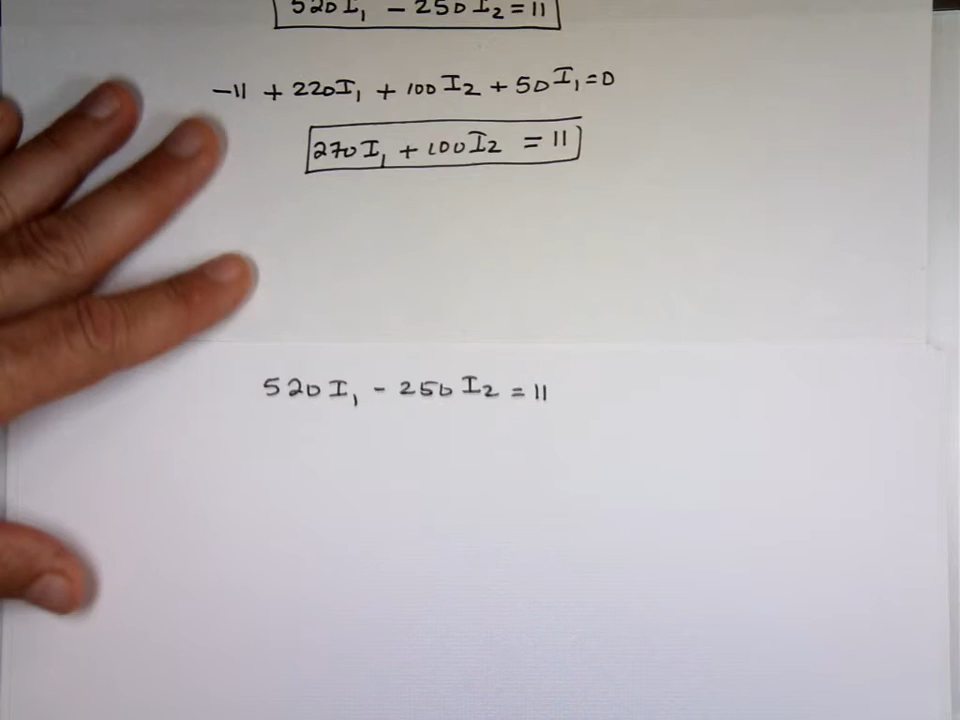 520I₁ - 250I₂ = 11
-11 + 220I₁ + 100I₂ + 50I₁ = 0
270I₁ + 100I₂ = 11
520I₁ - 250I₂ = 11